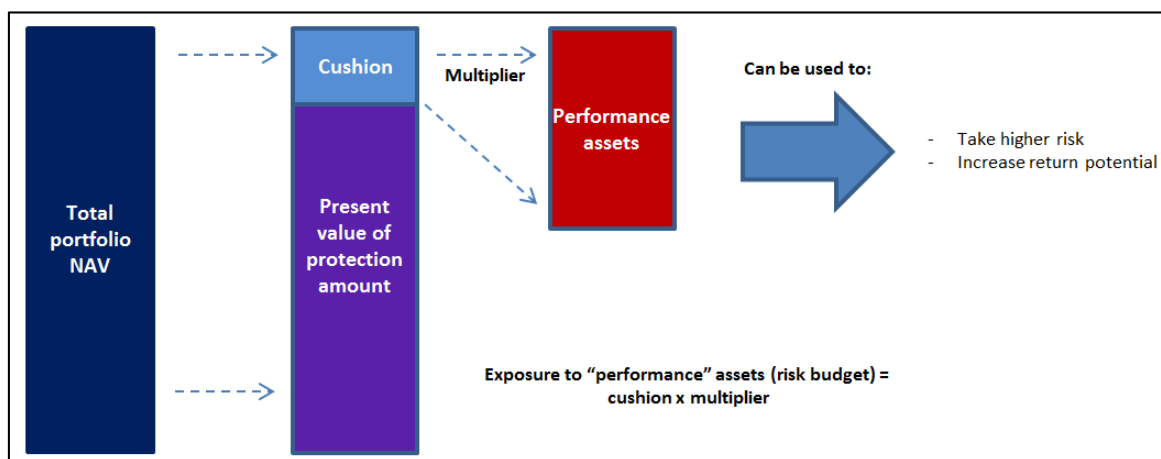 Total
portfolio
NAV
Cushion
Present
value of
protection
amount
Multiplier
Performance
assets
Can be used to:
- Take higher risk
- Increase return potential
Exposure to “performance” assets (risk budget) =
cushion x multiplier